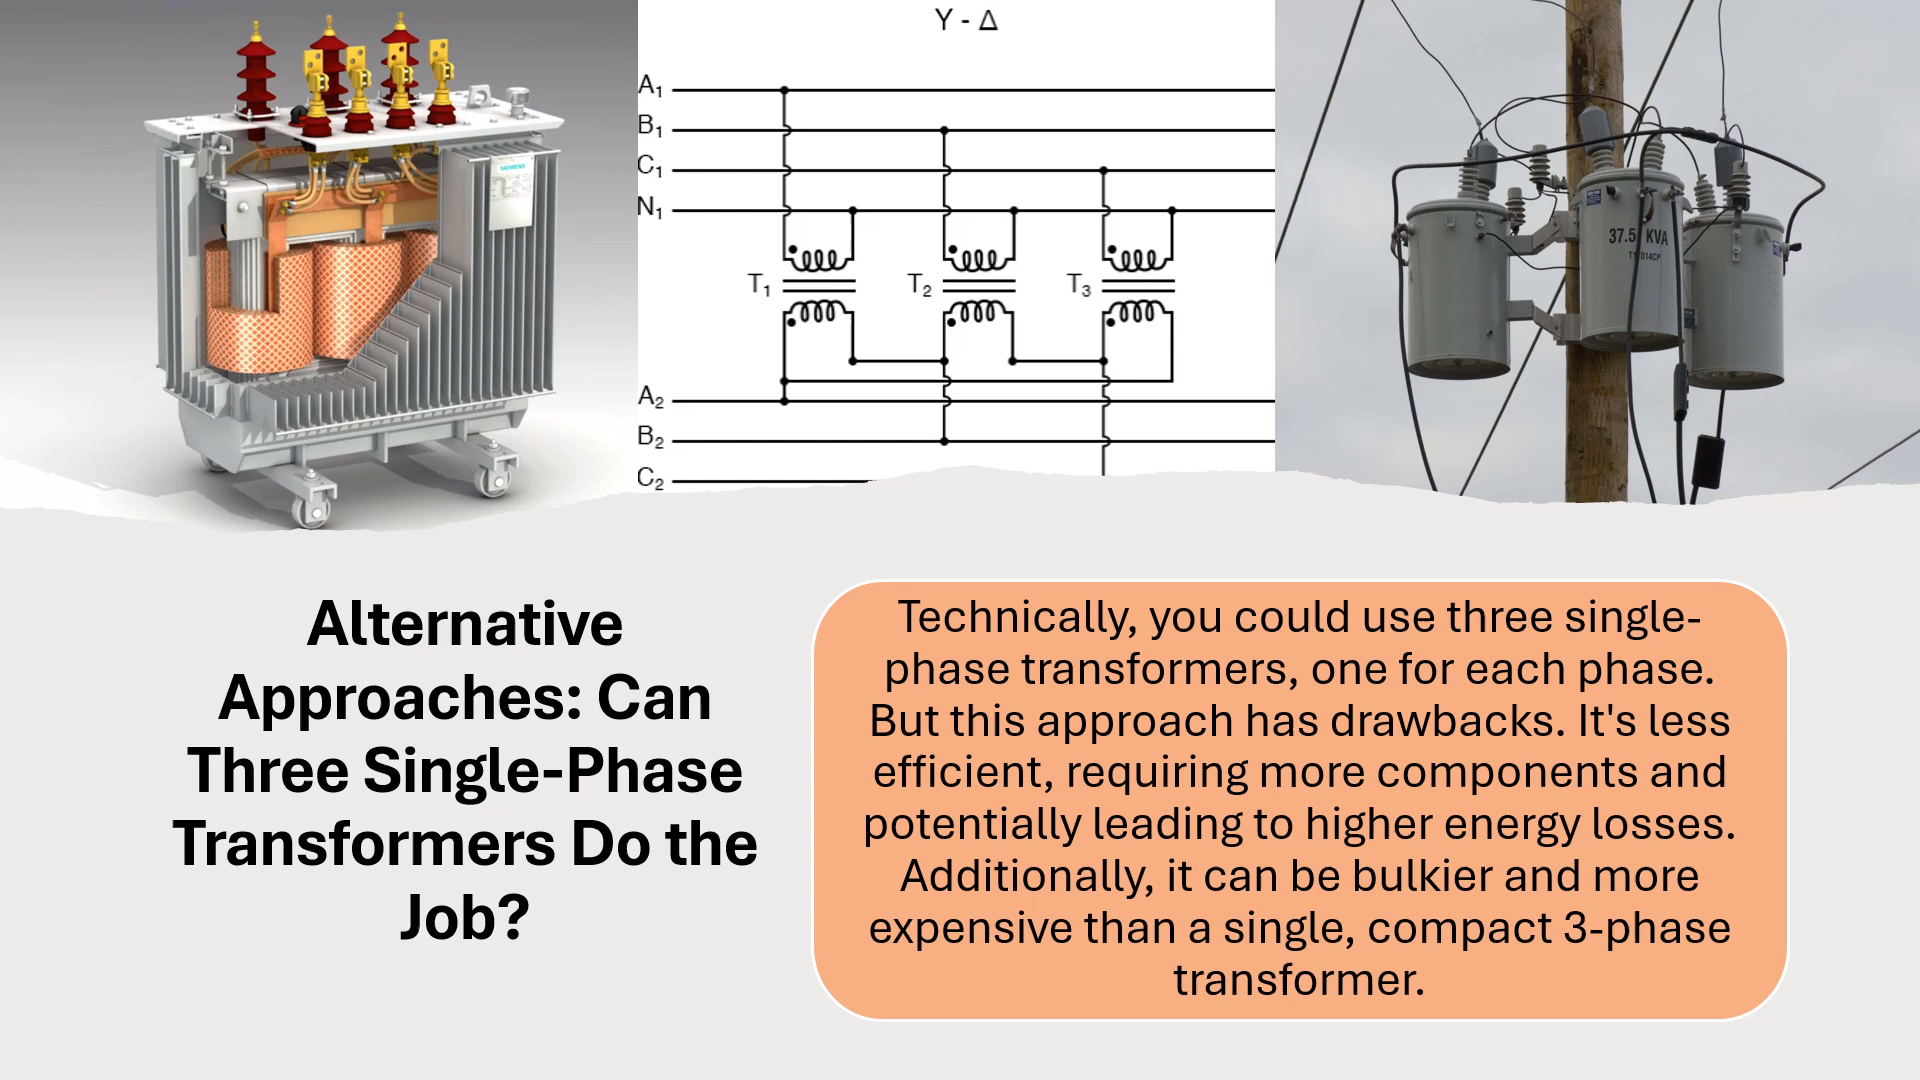 SIEMENS
Y - Δ
A₁
B₁
C₁
N₁
T₁ T₂ T₃
A₂
B₂
C₂
37.5 KVA
Alternative
Approaches: Can
Three Single-Phase
Transformers Do the
Job?
Technically, you could use three single-
phase transformers, one for each phase.
But this approach has drawbacks. It's less
efficient, requiring more components and
potentially leading to higher energy losses.
Additionally, it can be bulkier and more
expensive than a single, compact 3-phase
transformer.